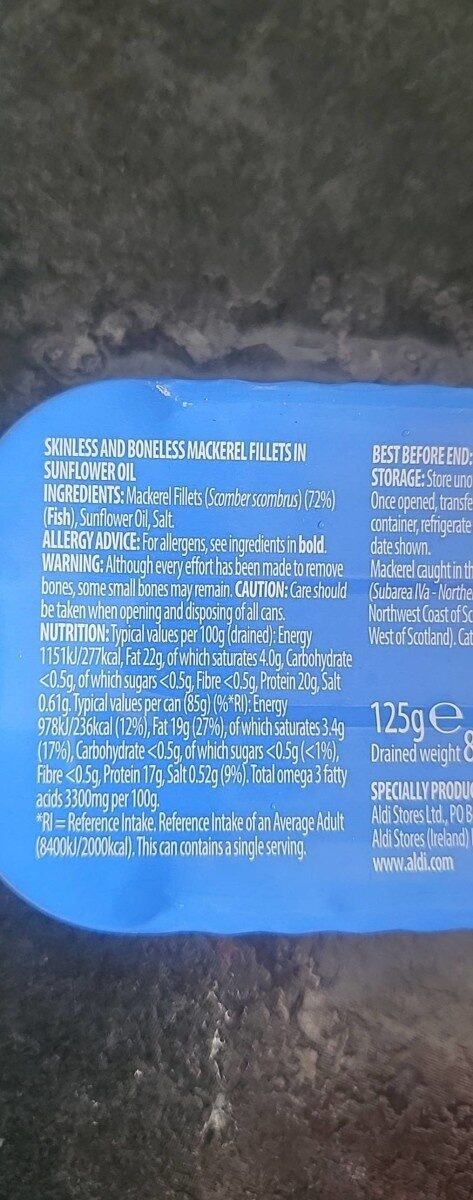 SKINLESS AND BONELESS MACKEREL FILLETS IN
SUNFLOWER OIL
INGREDIENTS: Mackerel Fillets (Scomber scombrus) (72%)
(Fish), Sunflower Oil, Salt.
ALLERGY ADVICE: For allergens, see ingredients in bold.
WARNING: Although every effort has been made to remove
bones, some small bones may remain. CAUTION: Care should
be taken when opening and disposing of all cans.
NUTRITION: Typical values per 100g (drained): Energy
1151kJ/277kcal, Fat 22g, of which saturates 4.0g, Carbohydrate
<0.5g, of which sugars <0.5g, Fibre <0.5g, Protein 20g, Salt
0.61g. Typical values per can (85g) (%*RI): Energy
978kJ/236kcal (12%), Fat 19g (27%), of which saturates 3.4g
(17%), Carbohydrate <0.5g, of which sugars <0.5g (<1%),
Fibre <0.5g, Protein 17g, Salt 0.52g (9%). Total omega 3 fatty
acids 3300mg per 100g.
*RI = Reference Intake. Reference Intake of an Average Adult
(8400kJ/2000kcal). This can contains a single serving.
BEST BEFORE END:
STORAGE: Store
Once opened,
container, refrigerate
date shown.
Mackerel caught in
(Subarea IVa -
Northwest Coast of
West of Scotland).
125g e
Drained weight
SPECIALLY
Aldi Stores Ltd., PO
Aldi Stores (Ireland)
www.aldi.com